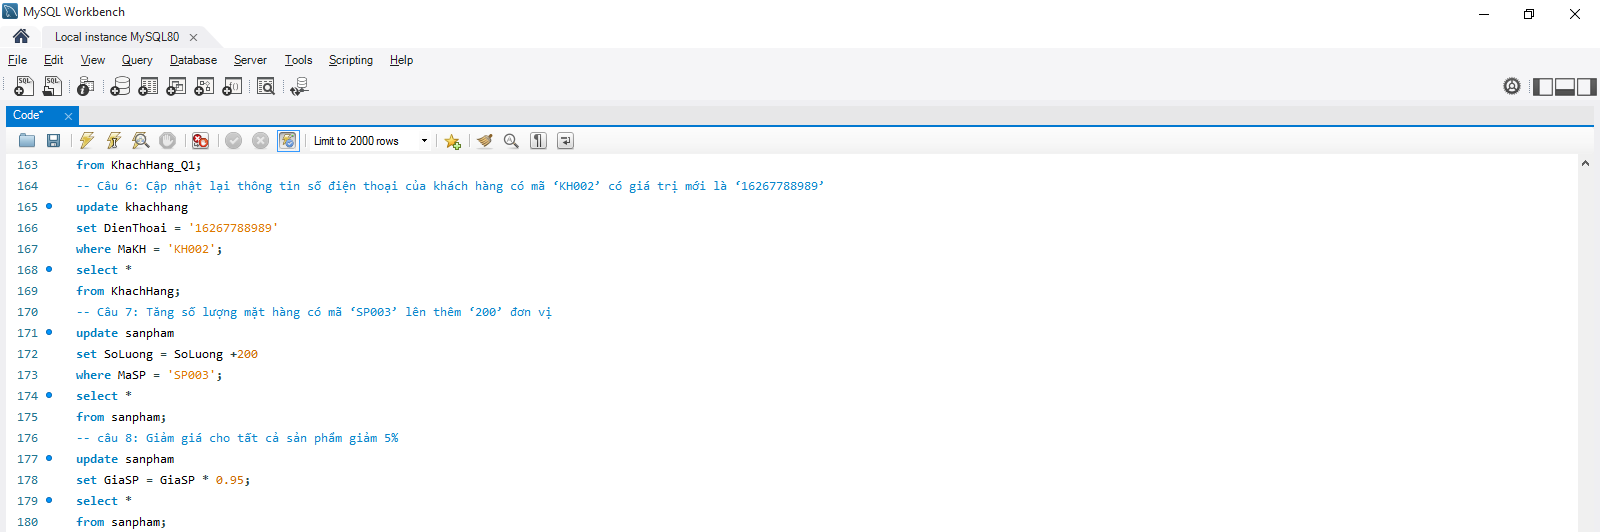 MySQL Workbench
Local instance MySQL80
File Edit View Query Database Server Tools Scripting Help
SQL SQL
Code*
Limit to 2000 rows
163 from KhachHang_Q1;
164 -- Câu 6: Cập nhật lại thông tin số điện thoại của khách hàng có mã ‘KH002’ có giá trị mới là ‘16267788989’
165 update khachhang
166 set DienThoai = '16267788989'
167 where MaKH = 'KH002';
168 select *
169 from KhachHang;
170 -- Câu 7: Tăng số lượng mặt hàng có mã ‘SP003’ lên thêm ‘200’ đơn vị
171 update sanpham
172 set SoLuong = SoLuong +200
173 where MaSP = 'SP003';
174 select *
175 from sanpham;
176 -- câu 8: Giảm giá cho tất cả sản phẩm giảm 5%
177 update sanpham
178 set GiaSP = GiaSP * 0.95;
179 select *
180 from sanpham;